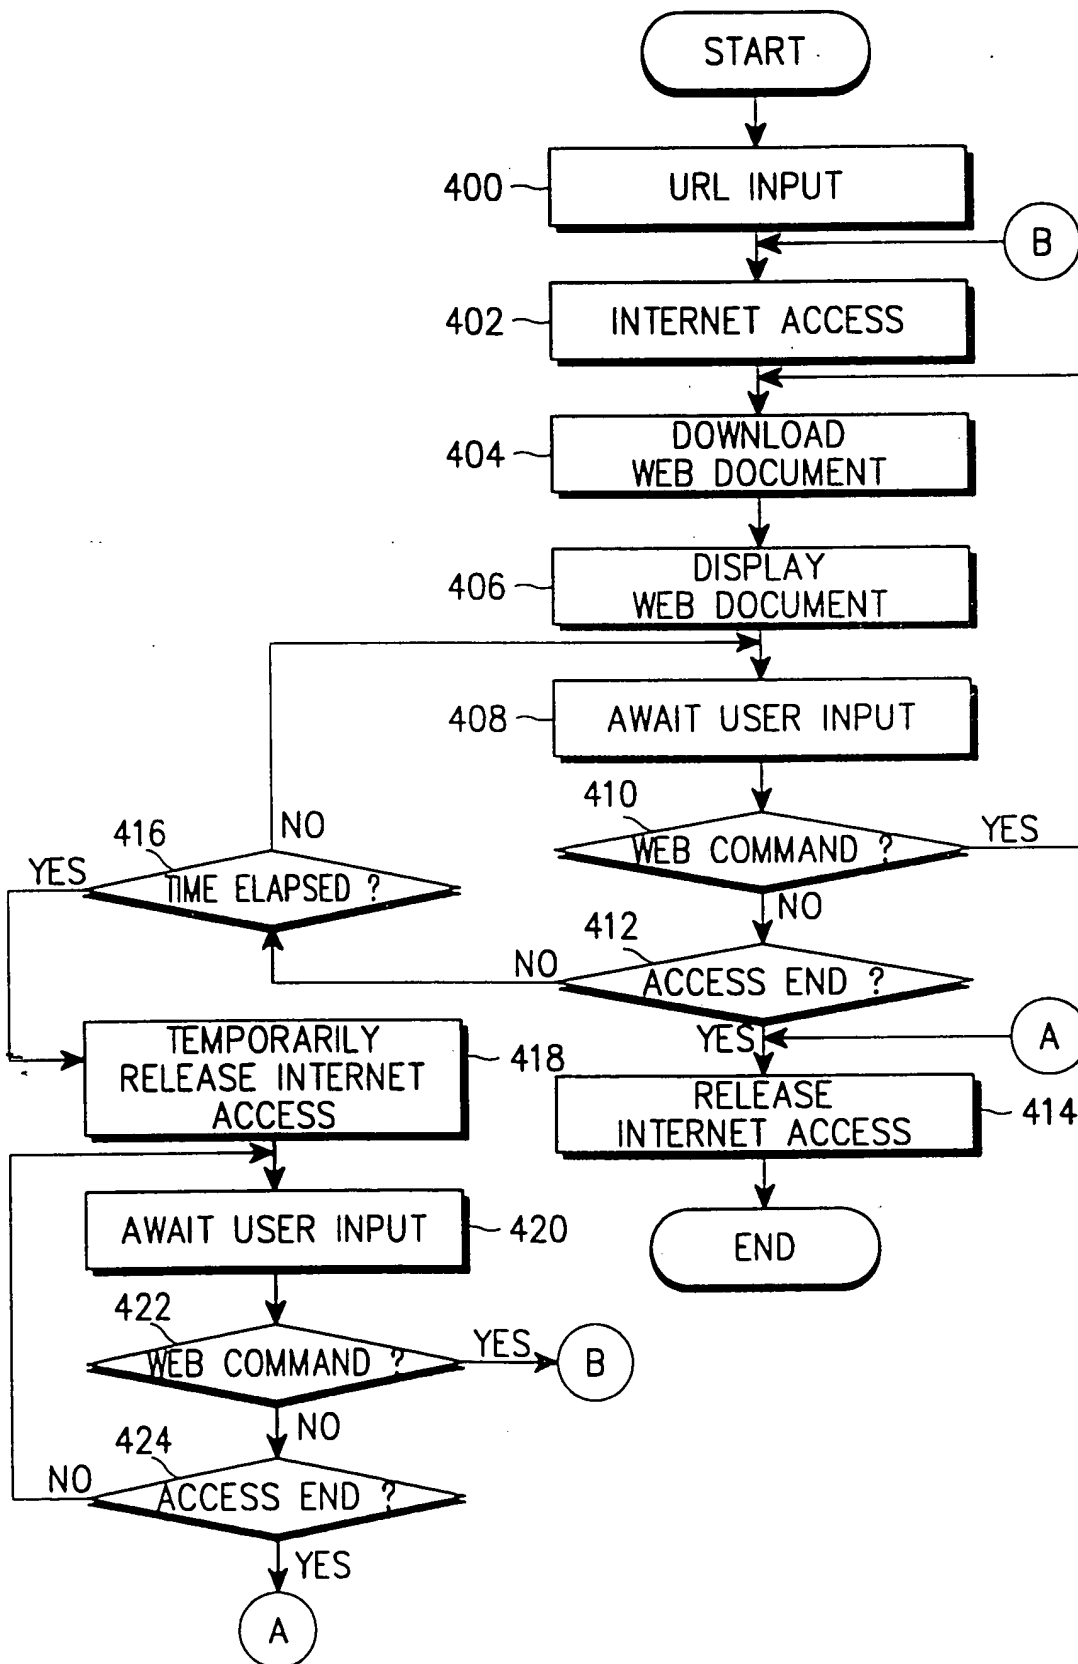 START
400
URL INPUT
B
402
INTERNET ACCESS
404
DOWNLOAD
WEB DOCUMENT
406
DISPLAY
WEB DOCUMENT
408
AWAIT USER INPUT
410
WEB COMMAND ?
YES
NO
416
NO
YES
TIME ELAPSED ?
412
NO
ACCESS END ?
YES
A
TEMPORARILY
RELEASE INTERNET
ACCESS
418
RELEASE
INTERNET ACCESS
414
AWAIT USER INPUT
420
END
422
WEB COMMAND ?
YES
B
NO
424
NO
ACCESS END ?
YES
A